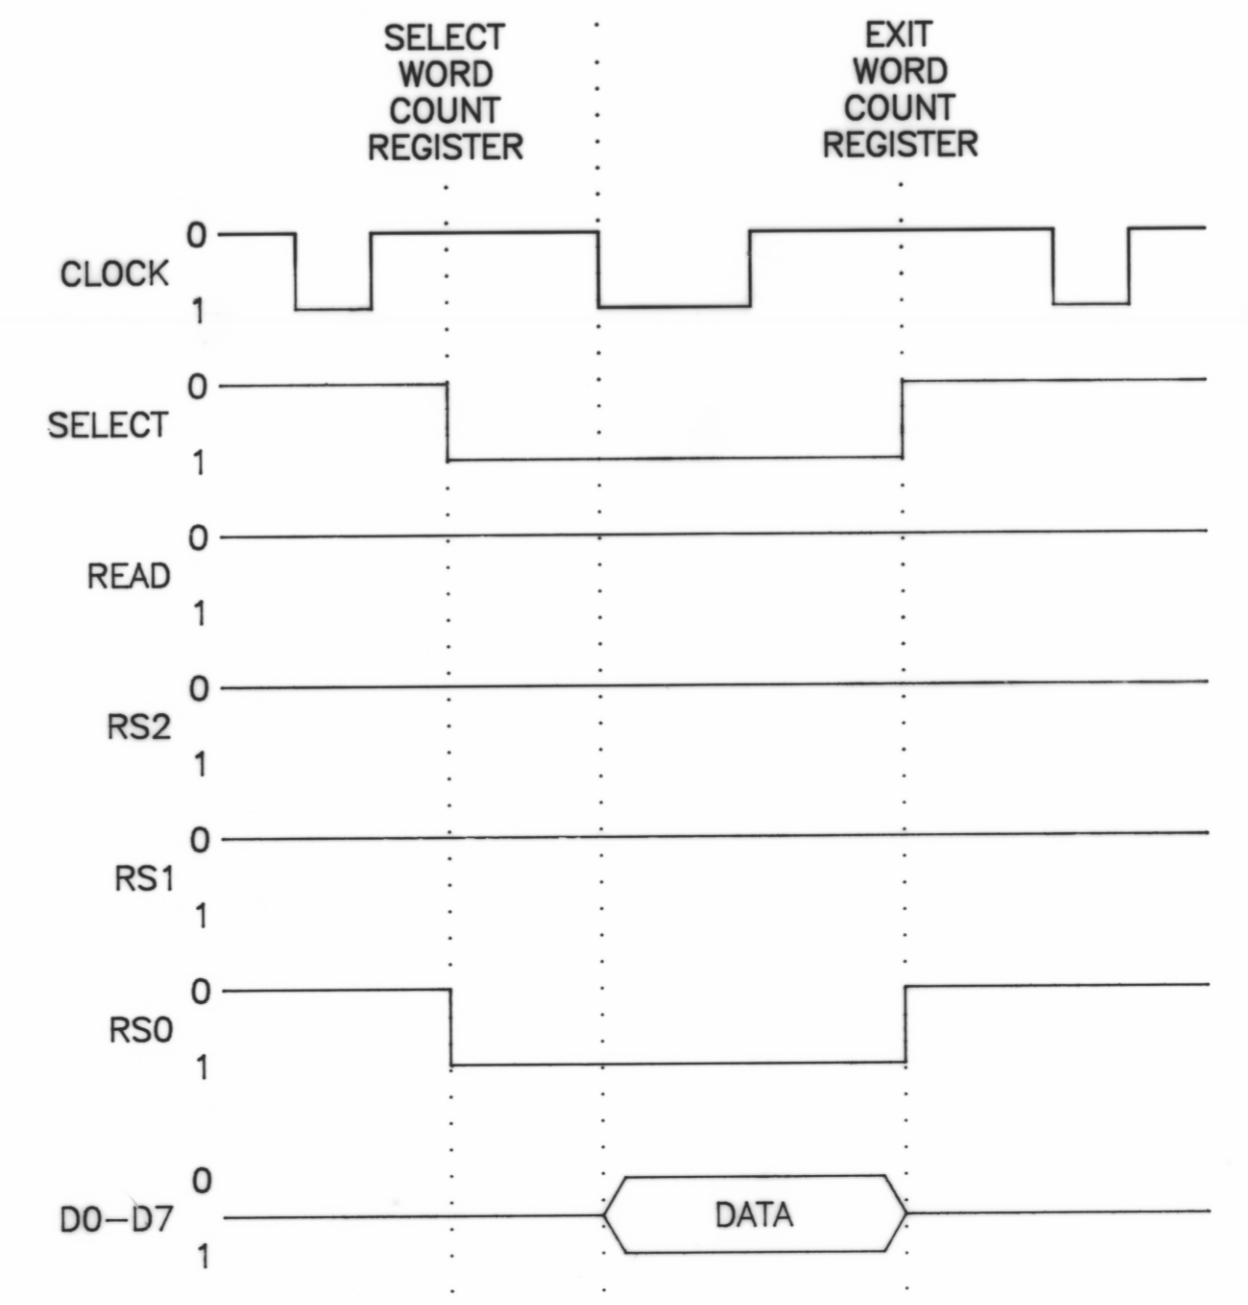 SELECT
WORD
COUNT
REGISTER
EXIT
WORD
COUNT
REGISTER
0
CLOCK
1
0
SELECT
1
0
READ
1
0
RS2
1
0
RS1
1
0
RS0
1
0
D0-D7
DATA
1